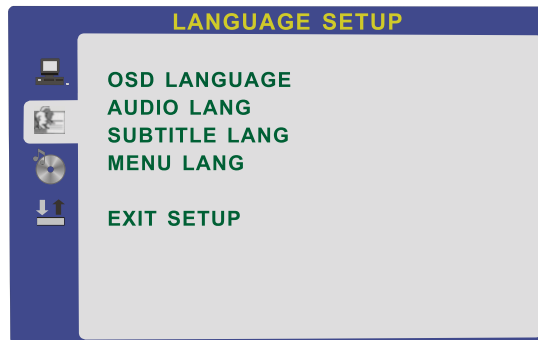 LANGUAGE SETUP
OSD LANGUAGE
AUDIO LANG
SUBTITLE LANG
MENU LANG
EXIT SETUP